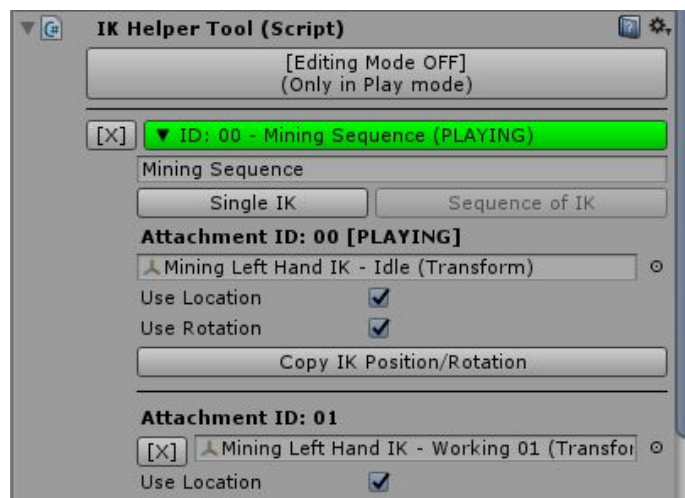 IK Helper Tool (Script)
[Editing Mode OFF]
(Only in Play mode)
[X] ▼ ID: 00 - Mining Sequence (PLAYING)
Mining Sequence
Single IK Sequence of IK
Attachment ID: 00 [PLAYING]
Mining Left Hand IK - Idle (Transform)
Use Location
Use Rotation
Copy IK Position/Rotation
Attachment ID: 01
[X] Mining Left Hand IK - Working 01 (Transfor
Use Location